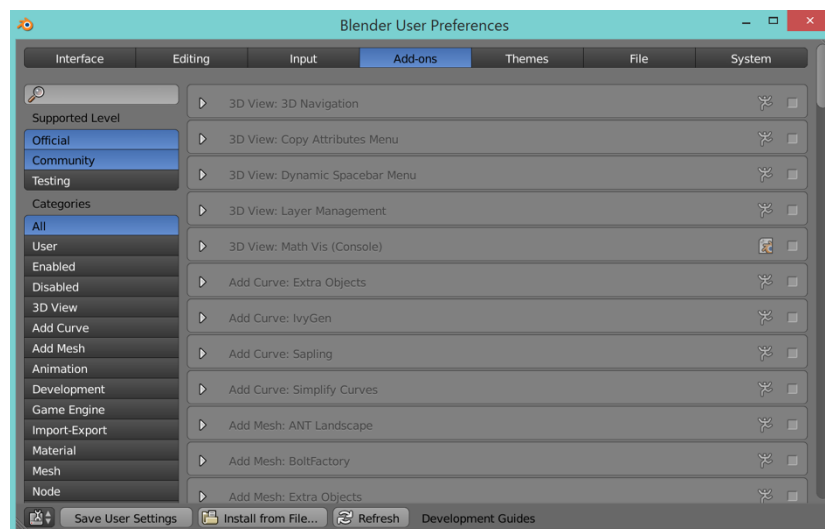 Blender User Preferences
Interface Editing Input Add-ons Themes File System
Supported Level
Official
Community
Testing
Categories
All
User
Enabled
Disabled
3D View
Add Curve
Add Mesh
Animation
Development
Game Engine
Import-Export
Material
Mesh
Node
3D View: 3D Navigation
3D View: Copy Attributes Menu
3D View: Dynamic Spacebar Menu
3D View: Layer Management
3D View: Math Vis (Console)
Add Curve: Extra Objects
Add Curve: IvyGen
Add Curve: Sapling
Add Curve: Simplify Curves
Add Mesh: ANT Landscape
Add Mesh: BoltFactory
Add Mesh: Extra Objects
Save User Settings Install from File... Refresh Development Guides